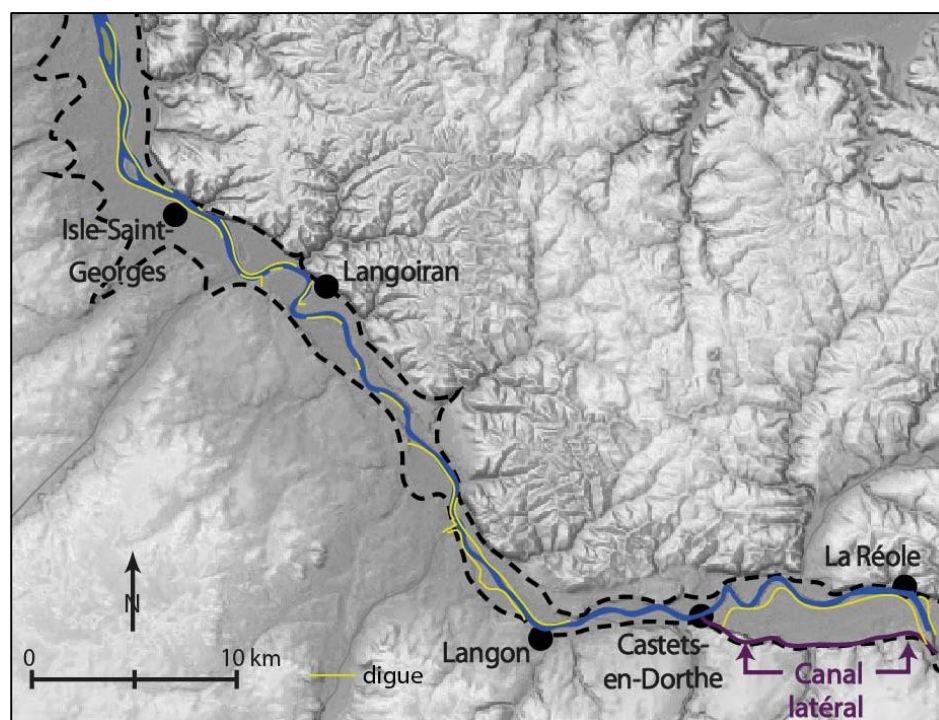 Isle-Saint-
Georges
Langoiran
La Réole
N
0
10 km
digue
Langon
Castets-
en-Dorthe
Canal
latéral